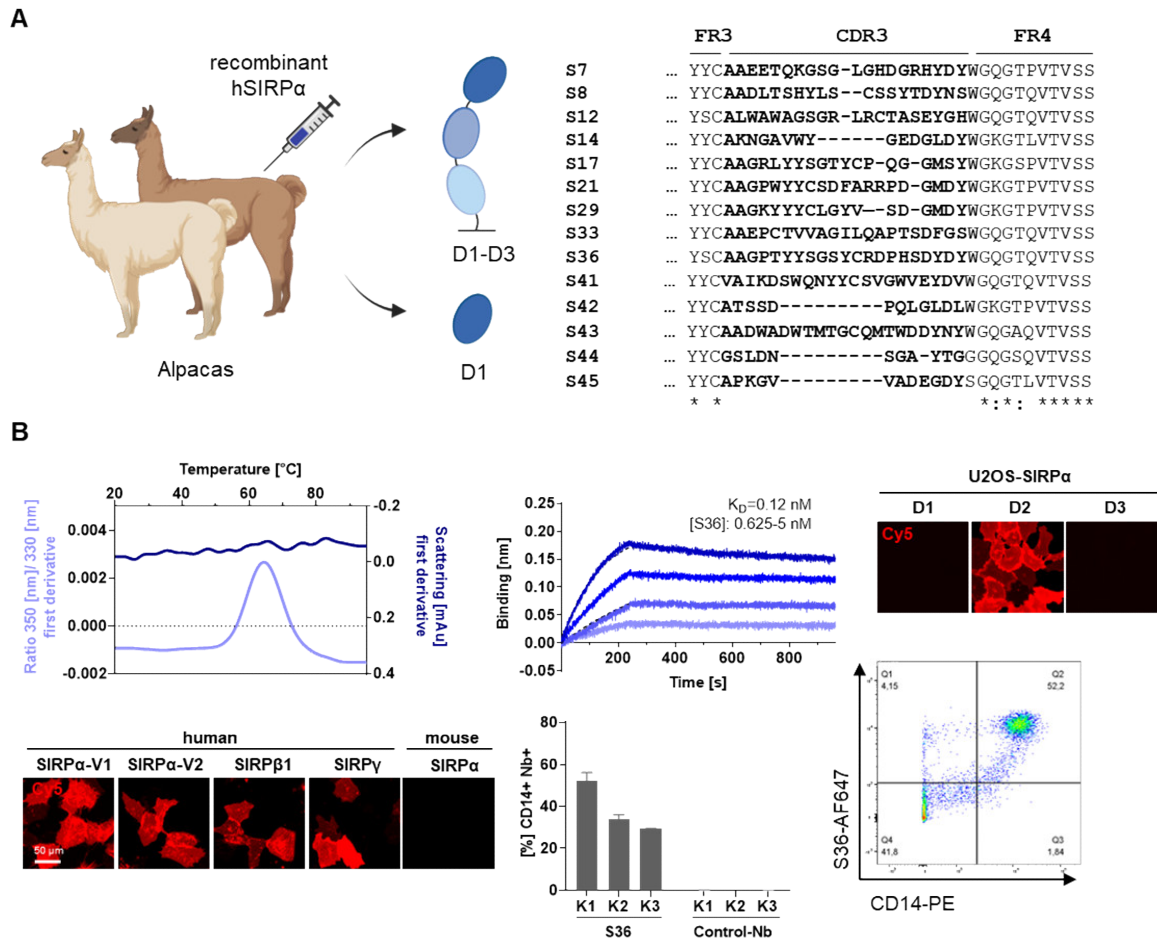 A
recombinant
hSIRPα
Alpacas
D1-D3
D1
FR3 CDR3 FR4
S7 ... YYCAAEETQKGSG-LGHDGRHYDYWGQGTPVTVSS
S8 ... YYCAADLTSHYLS--CSSYTDYNSWGQGTQVTVSS
S12 ... YSCALWAWAGSGR-LRCTASEYGHWGQGTQVTVSS
S14 ... YYCAKNGAVWY-------GEDGLDYWGQGTLVTVSS
S17 ... YYCAAGRLYYSGTYCP-QG-GMSYWGKGSPVTVSS
S21 ... YYCAAGPWYYCSDFARRPD-GMDYWGKGTPVTVSS
S29 ... YYCAAGKYYYCLGYV–-SD-GMDYWGKGTPVTVSS
S33 ... YYCAAEPCTVVAGILQAPTSDFGSWGQGTQVTVSS
S36 ... YSCAAGPTYYSGSYCRDPHSDYDYWGQGTQVTVSS
S41 ... YYCVAIKDSWQNYYCSVGWVEYDVWGQGTQVTVSS
S42 ... YYCATSSD----------PQLGLDLWGKGTPVTVSS
S43 ... YYCAADWADWTMTGCQMTWDDYNYWGQGAQVTVSS
S44 ... YYCGSLDN----------SGA-YTGGGQGSQVTVSS
S45 ... YYCAPKGV----------VADEGDYSGQGTLVTVSS
* * *:*: *****
B
Temperature [°C]
20 40 60 80
0.004
0.002
0.000
-0.002
Ratio 350 [nm]/ 330 [nm]
first derivative
-0.2
0.0
0.2
0.4
Scattering [mAu]
first derivative
KD=0.12 nM
[S36]: 0.625-5 nM
0.25
0.20
0.15
0.10
0.05
0.00
-0.05
Binding [nm]
200 400 600 800
Time [s]
U2OS-SIRPα
D1 D2 D3
Cy5
human mouse
SIRPα-V1 SIRPα-V2 SIRPβ1 SIRPγ SIRPα
Cy5
50 µm
80
60
40
20
0
[%] CD14+ Nb+
K1 K2 K3 K1 K2 K3
S36 Control-Nb
Q1
4,15
Q2
52,2
Q4
41,8
Q3
1,84
S36-AF647
CD14-PE